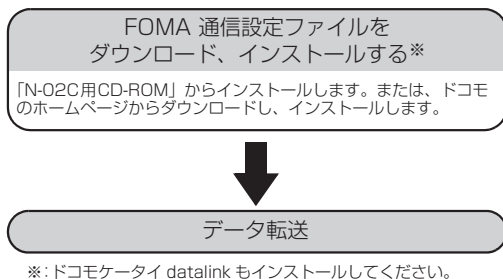 FOMA 通信設定ファイルを
ダウンロード、インストールする※
「N-02C用CD-ROM」からインストールします。または、ドコモ
のホームページからダウンロードし、インストールします。
データ転送
※：ドコモケータイ datalink もインストールしてください。